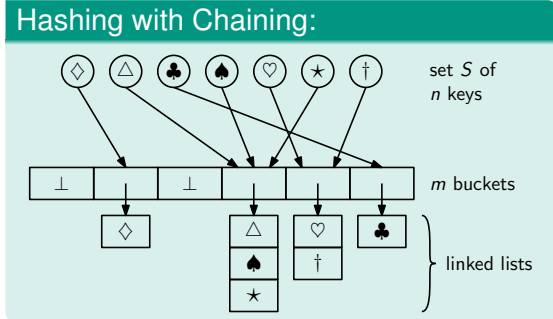 Hashing with Chaining:
♢ △ ♣ ♠ ♡ ⋆ †
set S of
n keys
⊥ ⊥
m buckets
♢ △ ♡ ♣
♠ †
linked lists
⋆